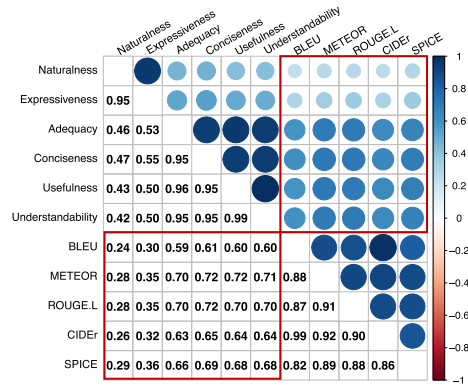 Naturalness Expressiveness Adequacy Conciseness Usefulness Understandability BLEU METEOR ROUGE.L CIDEr SPICE
Naturalness
Expressiveness 0.95
Adequacy 0.46 0.53
Conciseness 0.47 0.55 0.95
Usefulness 0.43 0.50 0.96 0.95
Understandability 0.42 0.50 0.95 0.95 0.99
BLEU 0.24 0.30 0.59 0.61 0.60 0.60
METEOR 0.28 0.35 0.70 0.72 0.72 0.71 0.88
ROUGE.L 0.28 0.35 0.70 0.72 0.70 0.70 0.87 0.91
CIDEr 0.26 0.32 0.63 0.65 0.64 0.64 0.99 0.92 0.90
SPICE 0.29 0.36 0.66 0.69 0.68 0.68 0.82 0.89 0.88 0.86
1
0.8
0.6
0.4
0.2
0
−0.2
−0.4
−0.6
−0.8
−1